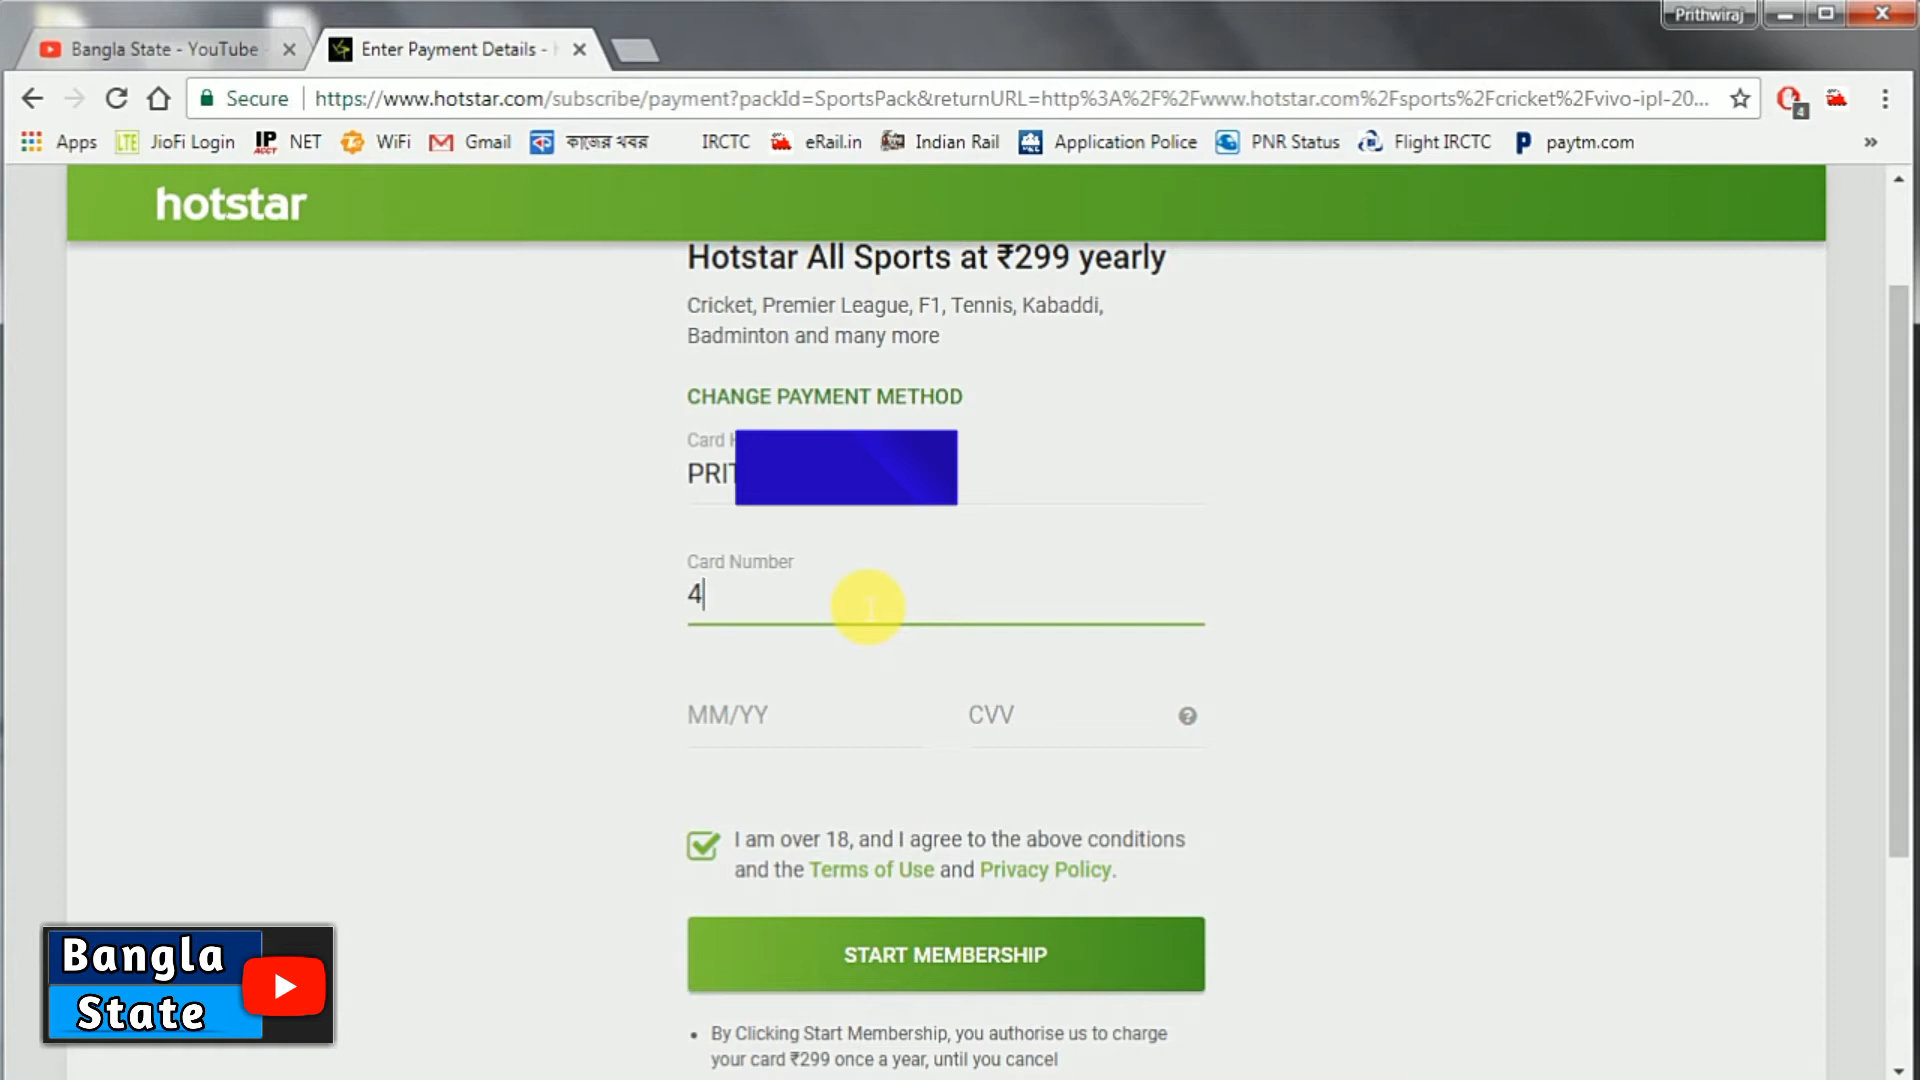 Prithwiraj
Bangla State - YouTube
Enter Payment Details -
Secure
https://www.hotstar.com/subscribe/payment?packId=SportsPack&returnURL=http%3A%2F%2Fwww.hotstar.com%2Fsports%2Fcricket%2Fvivo-ipl-20...
4
Apps
LTE
JioFi Login
IP
ACCT
NET
WiFi
Gmail
কাজের খবর
IRCTC
eRail.in
Indian Rail
Application Police
PNR Status
Flight IRCTC
paytm.com
»
hotstar
Hotstar All Sports at ₹299 yearly
Cricket, Premier League, F1, Tennis, Kabaddi,
Badminton and many more
CHANGE PAYMENT METHOD
Card
PRIT
Card Number
4
MM/YY
CVV
I am over 18, and I agree to the above conditions
and the Terms of Use and Privacy Policy.
START MEMBERSHIP
• By Clicking Start Membership, you authorise us to charge
your card ₹299 once a year, until you cancel
Bangla
State